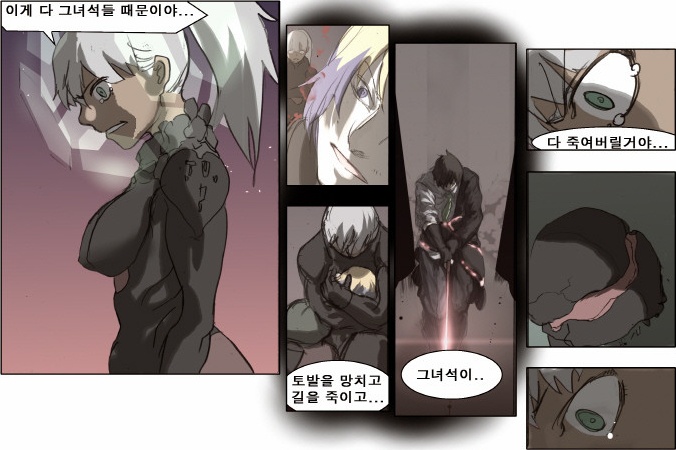 이게 다 그녀석들 때문이야...
토발을 망치고
길을 죽이고...
그녀석이..
다 죽여버릴거야...